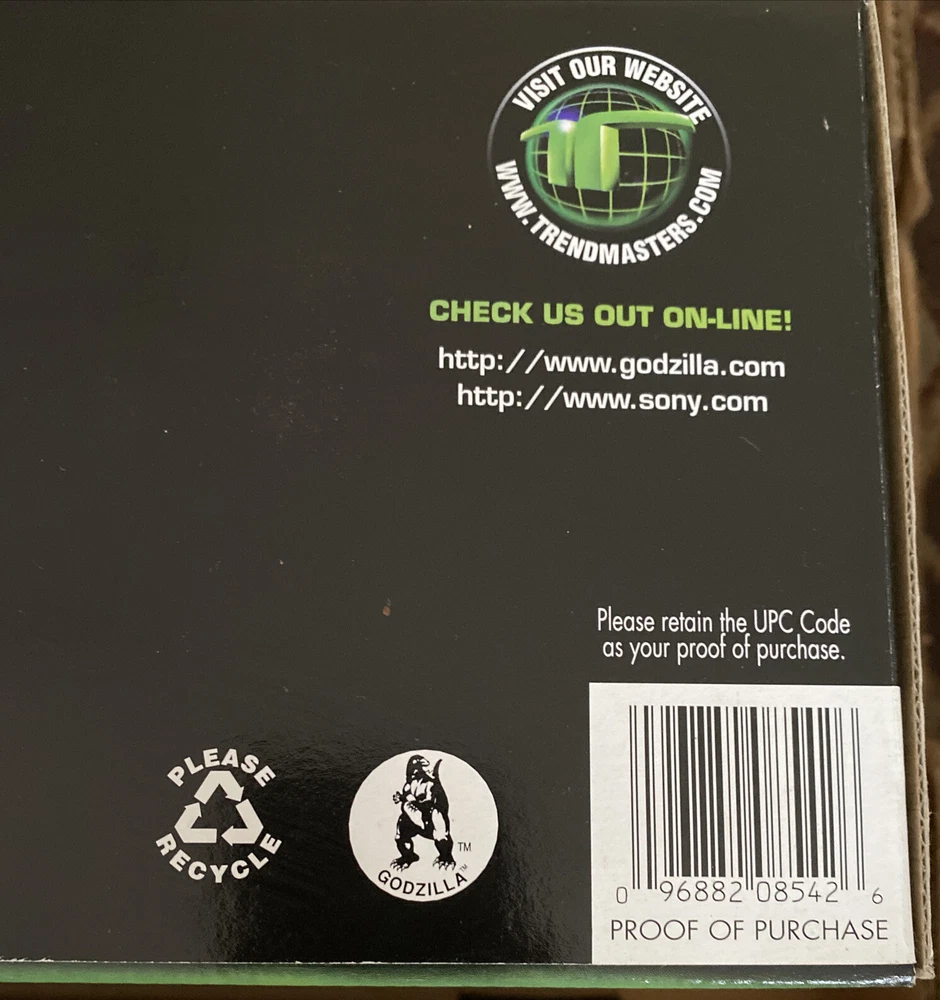 VISIT OUR WEBSITE
WWW.TRENDMASTERS.COM
CHECK US OUT ON-LINE!
http://www.godzilla.com
http://www.sony.com
Please retain the UPC Code
as your proof of purchase.
PLEASE
RECYCLE
TM
GODZILLA™
0 96882 08542 6
PROOF OF PURCHASE